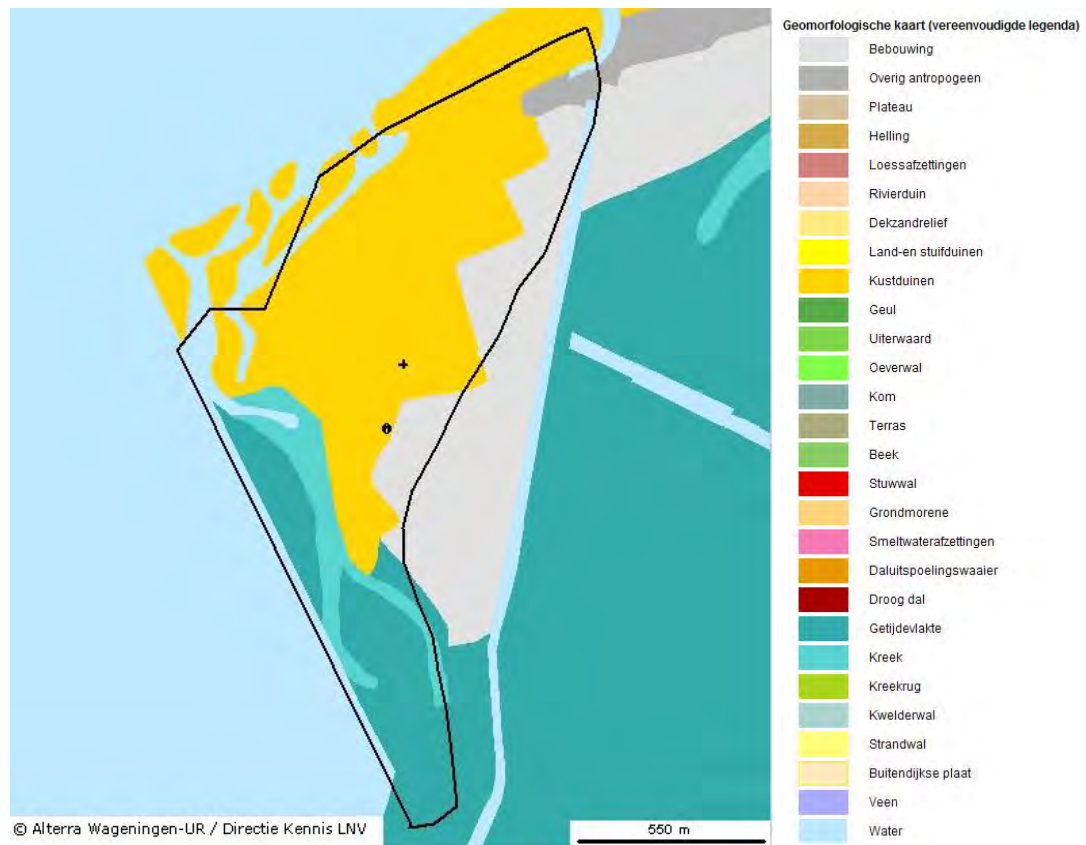 Geomorfologische kaart (vereenvoudigde legenda)
Bebouwing
Overig antropogeen
Plateau
Helling
Loessafzettingen
Rivierduin
Dekzandrelief
Land-en stuifduinen
Kustduinen
Geul
Uiterwaard
Oeverwal
Kom
Terras
Beek
Stuwwal
Grondmorene
Smeltwaterafzettingen
Daluitspoelingswaaier
Droog dal
Getijdevlakte
Kreek
Kreekrug
Kwelderwal
Strandwal
Buitendijkse plaat
Veen
Water
© Alterra Wageningen-UR / Directie Kennis LNV
550 m